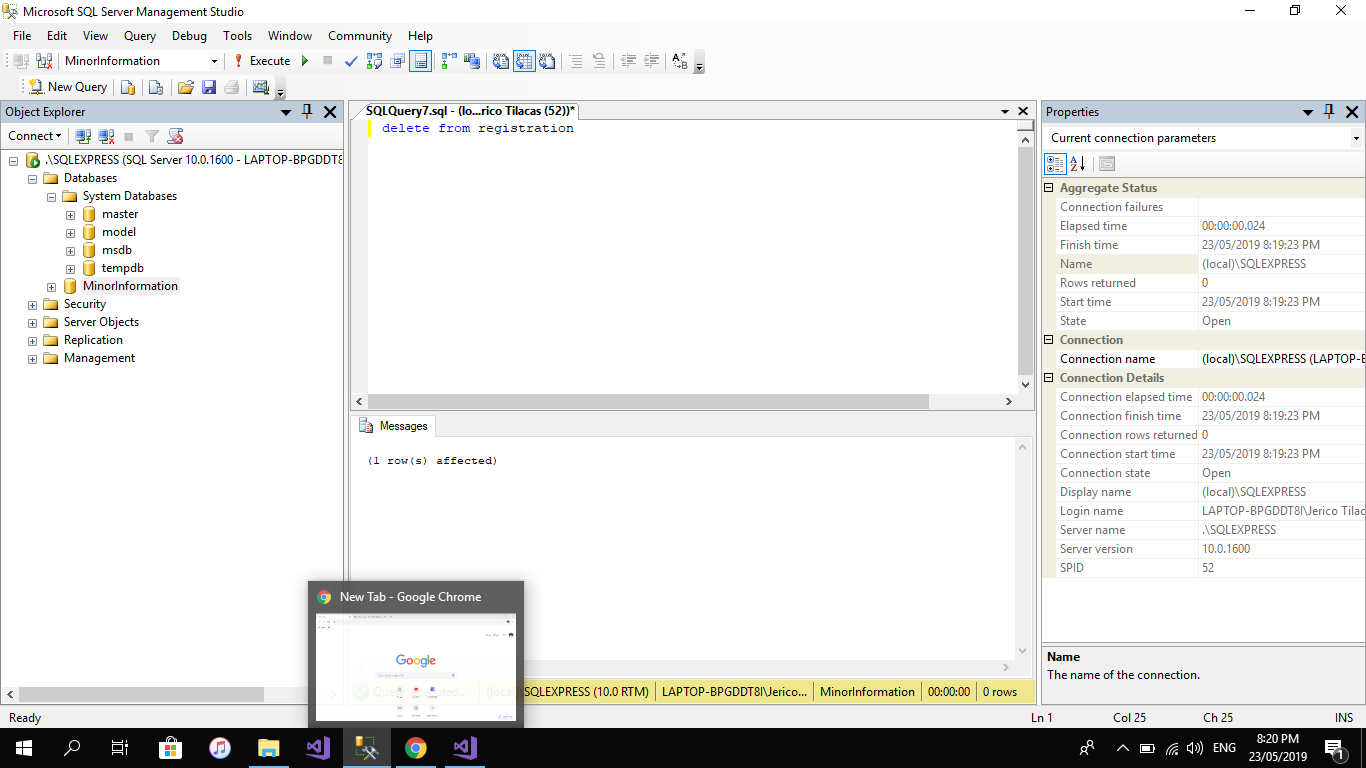 Microsoft SQL Server Management Studio
File Edit View Query Debug Tools Window Community Help
MinorInformation Execute
New Query
Object Explorer
Connect
.\SQLEXPRESS (SQL Server 10.0.1600 - LAPTOP-BPGDDT8
Databases
System Databases
master
model
msdb
tempdb
MinorInformation
Security
Server Objects
Replication
Management
SQLQuery7.sql - (lo...rico Tilacas (52))*
delete from registration
Messages
(1 row(s) affected)
New Tab - Google Chrome
Google
SQLEXPRESS (10.0 RTM) LAPTOP-BPGDDT8I\Jerico... MinorInformation 00:00:00 0 rows
Properties
Current connection parameters
Aggregate Status
Connection failures
Elapsed time 00:00:00.024
Finish time 23/05/2019 8:19:23 PM
Name (local)\SQLEXPRESS
Rows returned 0
Start time 23/05/2019 8:19:23 PM
State Open
Connection
Connection name (local)\SQLEXPRESS (LAPTOP-B
Connection Details
Connection elapsed time 00:00:00.024
Connection finish time 23/05/2019 8:19:23 PM
Connection rows returned 0
Connection start time 23/05/2019 8:19:23 PM
Connection state Open
Display name (local)\SQLEXPRESS
Login name LAPTOP-BPGDDT8I\Jerico Tilac
Server name .\SQLEXPRESS
Server version 10.0.1600
SPID 52
Name
The name of the connection.
Ready Ln 1 Col 25 Ch 25 INS
ENG 8:20 PM
23/05/2019 1